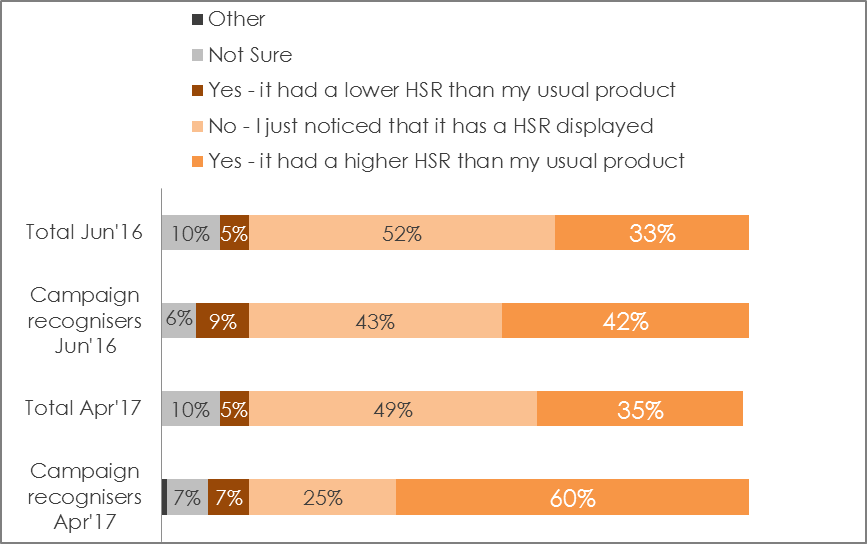 Other
Not Sure
Yes - it had a lower HSR than my usual product
No - I just noticed that it has a HSR displayed
Yes - it had a higher HSR than my usual product
Total Jun'16
10% 5% 52% 33%
Campaign
recognisers
Jun'16
6% 9% 43% 42%
Total Apr'17
10% 5% 49% 35%
Campaign
recognisers
Apr'17
7% 7% 25% 60%